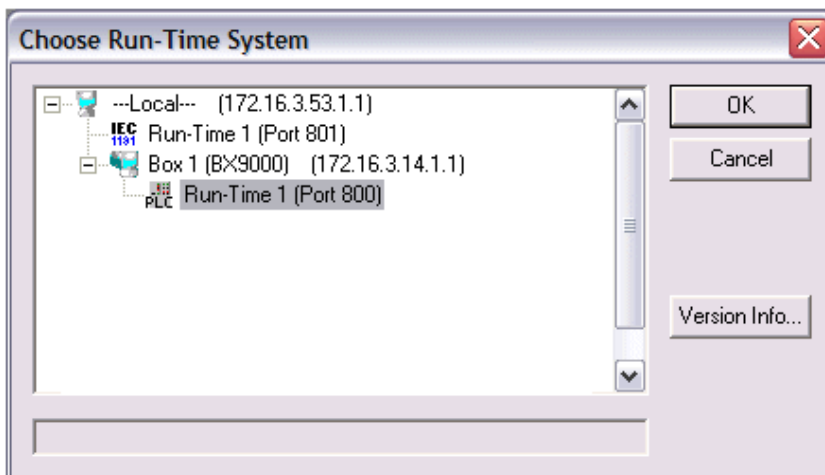 Choose Run-Time System
---Local--- (172.16.3.53.1.1)
IEC 1131 Run-Time 1 (Port 801)
Box 1 (BX9000) (172.16.3.14.1.1)
PLC Run-Time 1 (Port 800)
OK
Cancel
Version Info...